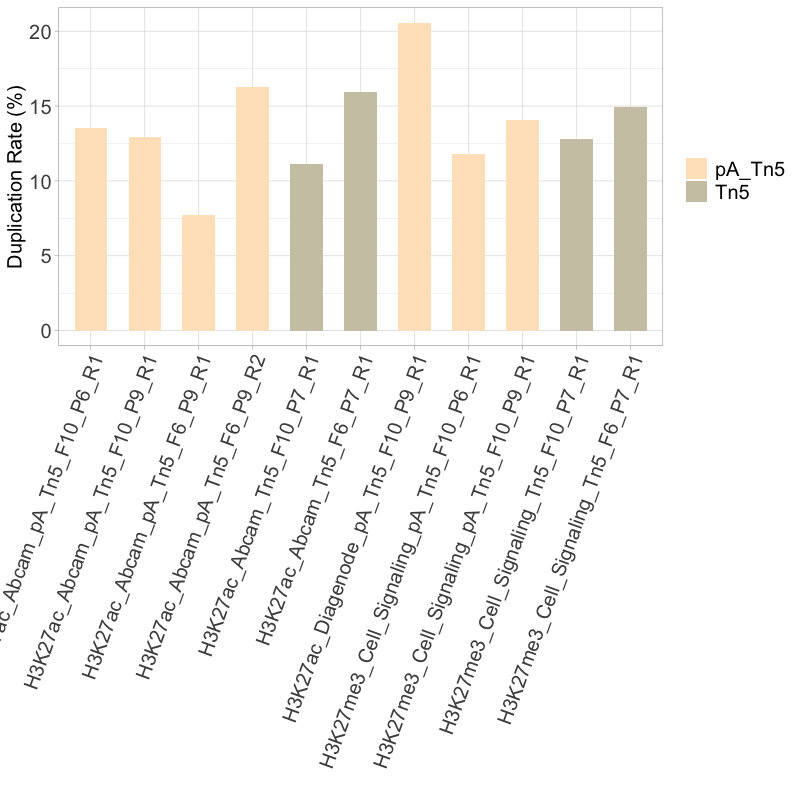 Duplication Rate (%)
20
15
10
5
0
ac_Abcam_pA_Tn5_F10_P6_R1
H3K27ac_Abcam_pA_Tn5_F10_P9_R1
H3K27ac_Abcam_pA_Tn5_F6_P9_R1
H3K27ac_Abcam_pA_Tn5_F6_P9_R2
H3K27ac_Abcam_Tn5_F10_P7_R1
H3K27ac_Abcam_Tn5_F6_P7_R1
H3K27ac_Diagenode_pA_Tn5_F10_P9_R1
H3K27me3_Cell_Signaling_pA_Tn5_F10_P6_R1
H3K27me3_Cell_Signaling_pA_Tn5_F10_P9_R1
H3K27me3_Cell_Signaling_Tn5_F10_P7_R1
H3K27me3_Cell_Signaling_Tn5_F6_P7_R1
pA_Tn5
Tn5